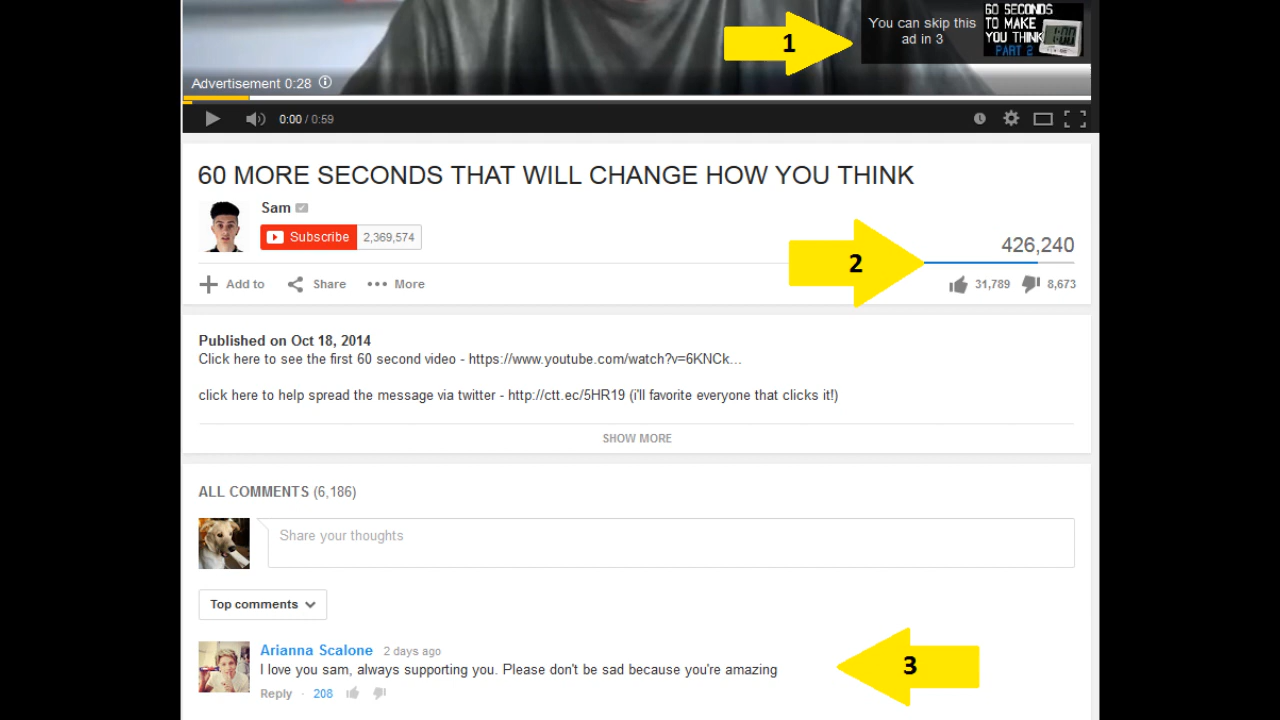 You can skip this
ad in 3
60 SECONDS
TO MAKE
YOU THINK
PART 2
1
Advertisement 0:28
0:00 / 0:59
60 MORE SECONDS THAT WILL CHANGE HOW YOU THINK
Sam
Subscribe 2,369,574
426,240
2
Add to Share More 31,789 8,673
Published on Oct 18, 2014
Click here to see the first 60 second video - https://www.youtube.com/watch?v=6KNCk...
click here to help spread the message via twitter - http://ctt.ec/5HR19 (i'll favorite everyone that clicks it!)
SHOW MORE
ALL COMMENTS (6,186)
Share your thoughts
Top comments
Arianna Scalone 2 days ago
I love you sam, always supporting you. Please don't be sad because you're amazing
3
Reply · 208